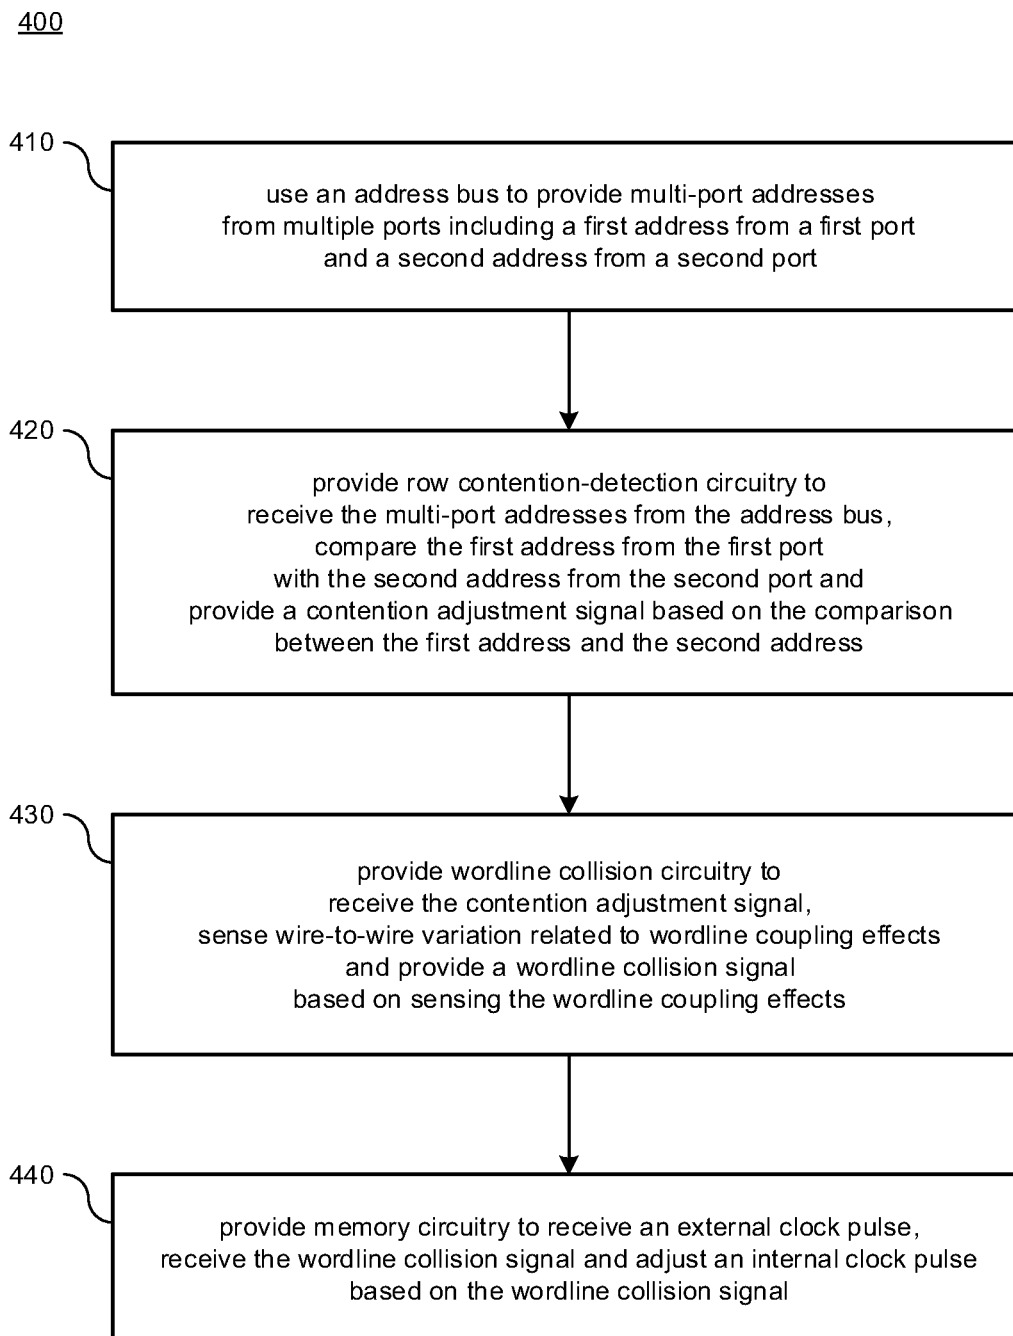 400
410
use an address bus to provide multi-port addresses
from multiple ports including a first address from a first port
and a second address from a second port
420
provide row contention-detection circuitry to
receive the multi-port addresses from the address bus,
compare the first address from the first port
with the second address from the second port and
provide a contention adjustment signal based on the comparison
between the first address and the second address
430
provide wordline collision circuitry to
receive the contention adjustment signal,
sense wire-to-wire variation related to wordline coupling effects
and provide a wordline collision signal
based on sensing the wordline coupling effects
440
provide memory circuitry to receive an external clock pulse,
receive the wordline collision signal and adjust an internal clock pulse
based on the wordline collision signal